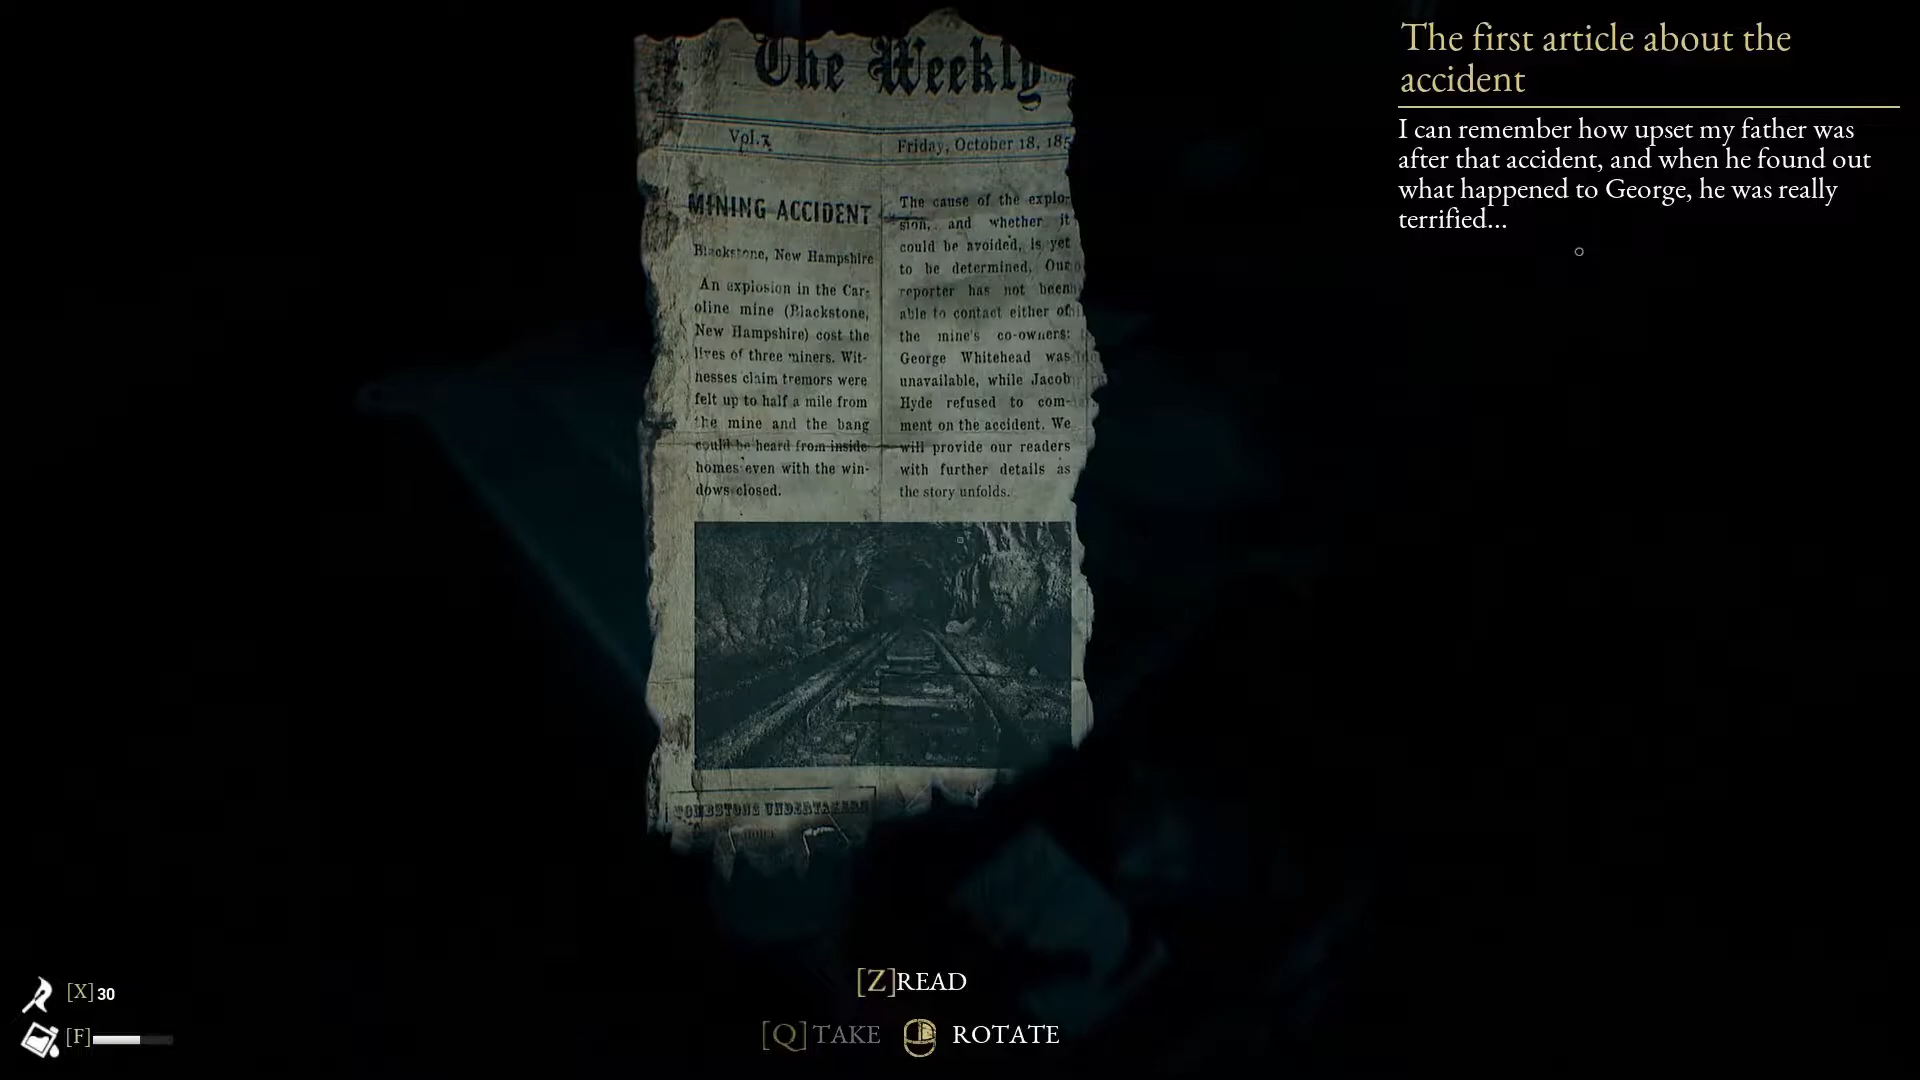 The Weekly
Vol.7
Friday, October 18, 185
MINING ACCIDENT
Blackstone, New Hampshire
An explosion in the Car-
oline mine (Blackstone,
New Hampshire) cost the
lives of three miners. Wit-
nesses claim tremors were
felt up to half a mile from
the mine and the bang
could be heard from inside
homes even with the win-
dows closed.
The cause of the explo-
sion, and whether it
could be avoided, is yet
to be determined. Our
reporter has not been
able to contact either of
the mine's co-owners:
George Whitehead was
unavailable, while Jacob
Hyde refused to com-
ment on the accident. We
will provide our readers
with further details as
the story unfolds.
TOMBSTONE UNDERTAKERS
The first article about the
accident
I can remember how upset my father was
after that accident, and when he found out
what happened to George, he was really
terrified...
[X] 30
[F]
[Z]READ
[Q]TAKE ROTATE